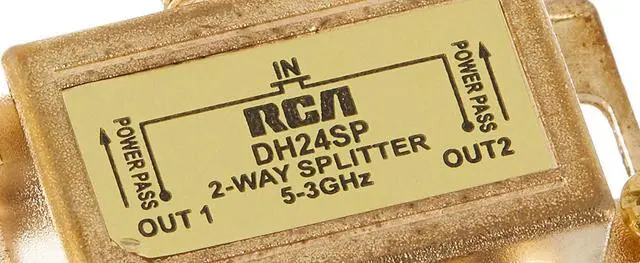 IN
RCA
DH24SP
2-WAY SPLITTER
5-3GHz
POWER PASS
OUT 1
POWER PASS
OUT2